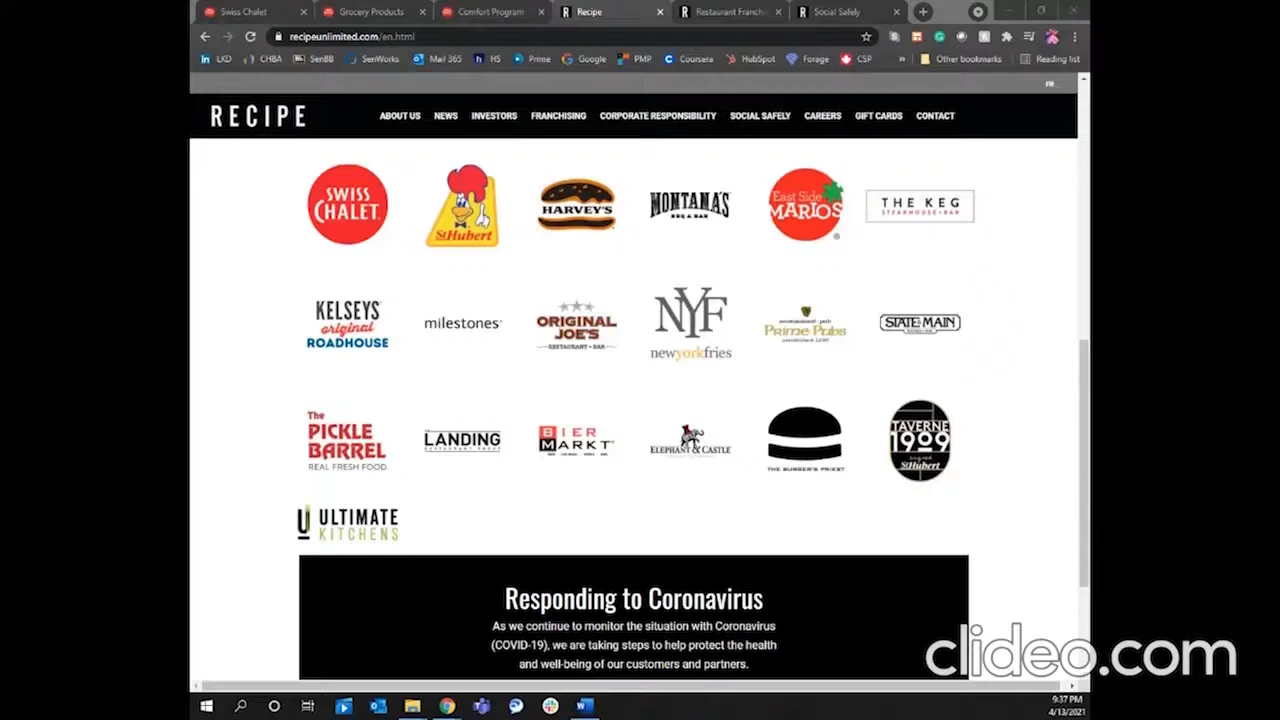 Swiss Chalet
Grocery Products
Comfort Program
Recipe
Restaurant Franchi
Social Safely
recipeunlimited.com/en.html
LKD
CHBA
SenBB
SenWorks
Mail 365
HS
Prime
Google
PMP
Coursera
HubSpot
Forage
CSP
»
Other bookmarks
Reading list
FR
RECIPE
ABOUT US NEWS INVESTORS FRANCHISING CORPORATE RESPONSIBILITY SOCIAL SAFELY CAREERS GIFT CARDS CONTACT
SWISS
CHALET
StHubert
HARVEY'S
MONTANA'S
BBQ & BAR
East Side
MARIO'S
®
THE KEG
STEAKHOUSE • BAR
KELSEYS
original
ROADHOUSE
milestones
ORIGINAL
JOE'S
RESTAURANT • BAR
NYF
newyorkfries
Prime Pubs
STATE & MAIN
The
PICKLE
BARREL
REAL FRESH FOOD.
LANDING
BIER
MARKT
ELEPHANT & CASTLE
THE BURGER'S PRIEST
TAVERNE
1909
StHubert
U ULTIMATE
KITCHENS
Responding to Coronavirus
As we continue to monitor the situation with Coronavirus
(COVID-19), we are taking steps to help protect the health
and well-being of our customers and partners.
clideo.com
9:37 PM
4/13/2021